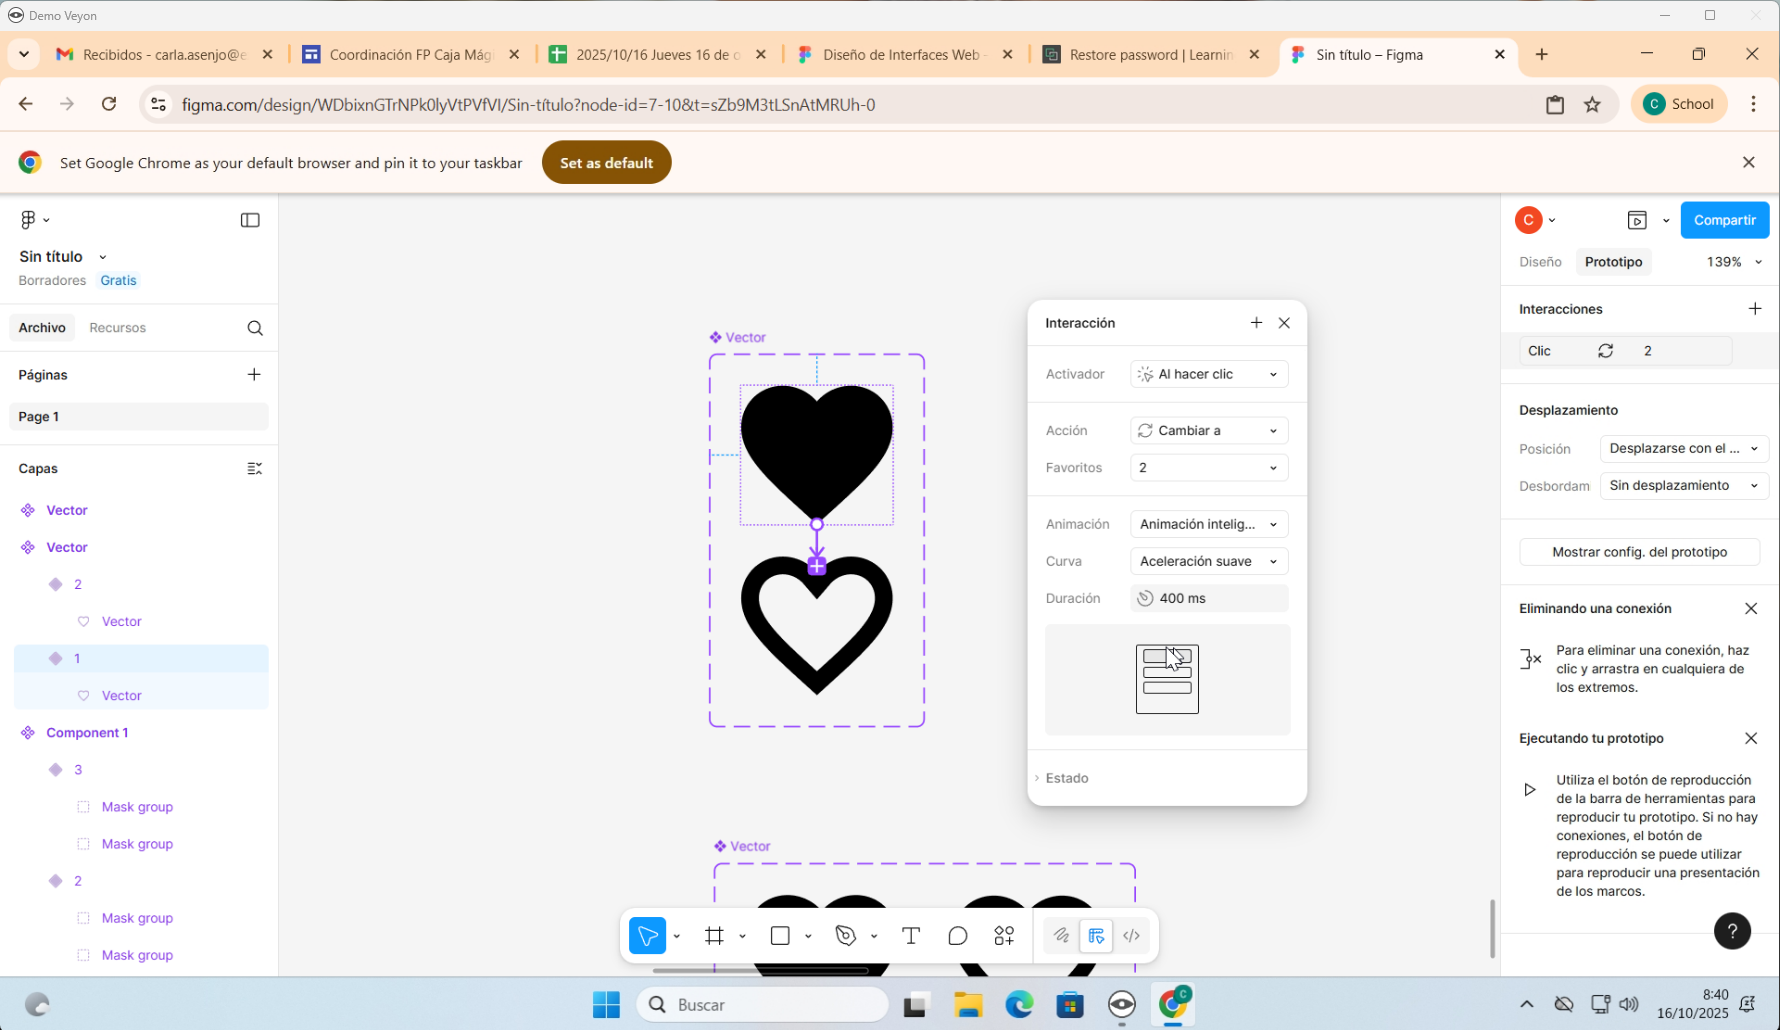 Demo Veyon
Recibidos - carla.asenjo@e
Coordinación FP Caja Mági
2025/10/16 Jueves 16 de o
Diseño de Interfaces Web -
Restore password | Learnin
Sin título – Figma
figma.com/design/WDbixnGTrNPk0lyVtPVfVI/Sin-título?node-id=7-10&t=sZb9M3tLSnAtMRUh-0
C School
Set Google Chrome as your default browser and pin it to your taskbar
Set as default
Sin título
Borradores Gratis
Archivo Recursos
Páginas
Page 1
Capas
Vector
Vector
2
Vector
1
Vector
Component 1
3
Mask group
Mask group
2
Mask group
Mask group
Vector
Vector
Interacción
Activador Al hacer clic
Acción Cambiar a
Favoritos 2
Animación Animación intelig...
Curva Aceleración suave
Duración 400 ms
Estado
C
Compartir
Diseño Prototipo 139%
Interacciones
Clic 2
Desplazamiento
Posición Desplazarse con el ...
Desbordam Sin desplazamiento
Mostrar config. del prototipo
Eliminando una conexión
Para eliminar una conexión, haz
clic y arrastra en cualquiera de
los extremos.
Ejecutando tu prototipo
Utiliza el botón de reproducción
de la barra de herramientas para
reproducir tu prototipo. Si no hay
conexiones, el botón de
reproducción se puede utilizar
para reproducir una presentación
de los marcos.
?
Buscar
C
8:40
16/10/2025